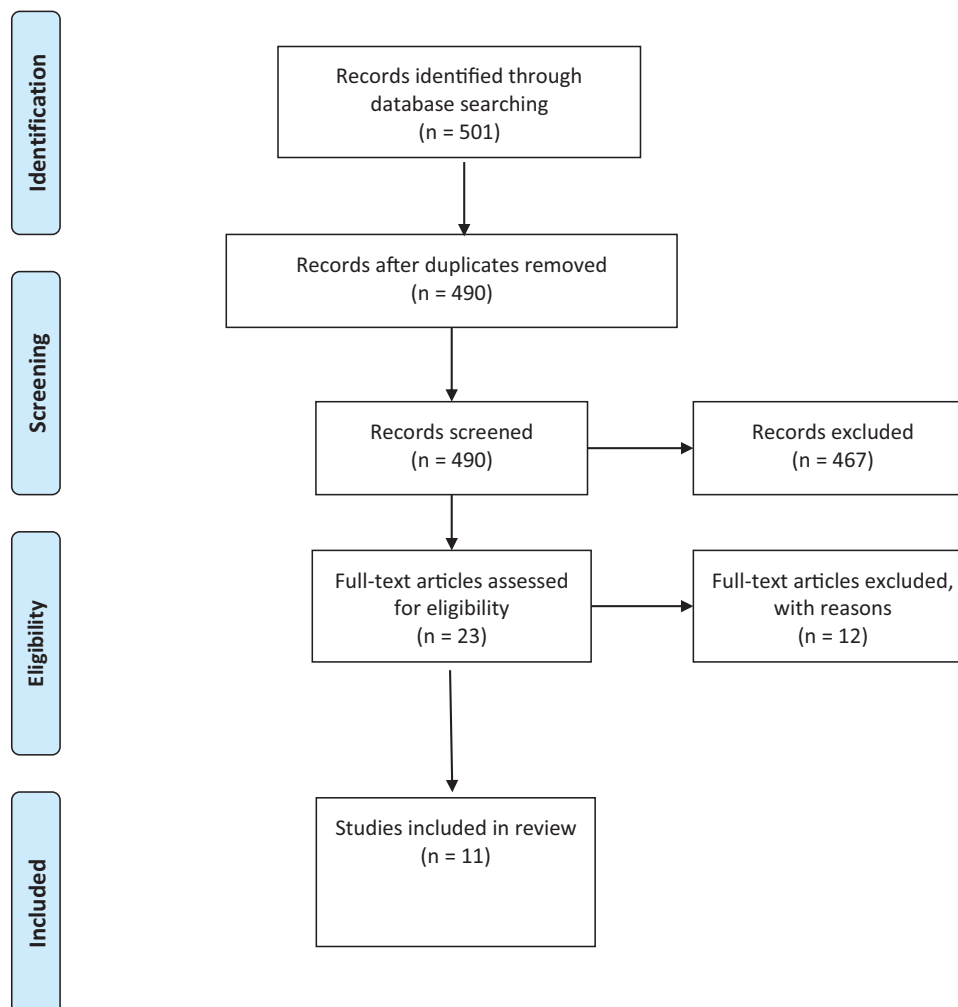 Identification
Records identified through
database searching
(n = 501)
Records after duplicates removed
(n = 490)
Screening
Records screened
(n = 490)
Records excluded
(n = 467)
Eligibility
Full-text articles assessed
for eligibility
(n = 23)
Full-text articles excluded,
with reasons
(n = 12)
Included
Studies included in review
(n = 11)